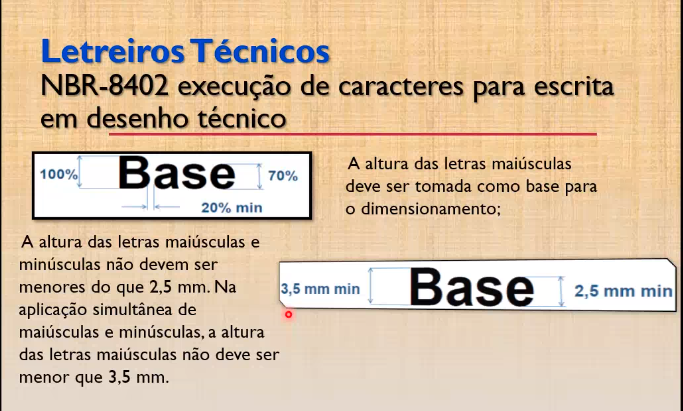 Letreiros Técnicos
NBR-8402 execução de caracteres para escrita
em desenho técnico
100% Base 70%
20% min
A altura das letras maiúsculas
deve ser tomada como base para
o dimensionamento;
A altura das letras maiúsculas e
minúsculas não devem ser
menores do que 2,5 mm. Na
aplicação simultânea de
maiúsculas e minúsculas, a altura
das letras maiúsculas não deve ser
menor que 3,5 mm.
3,5 mm min Base 2,5 mm min